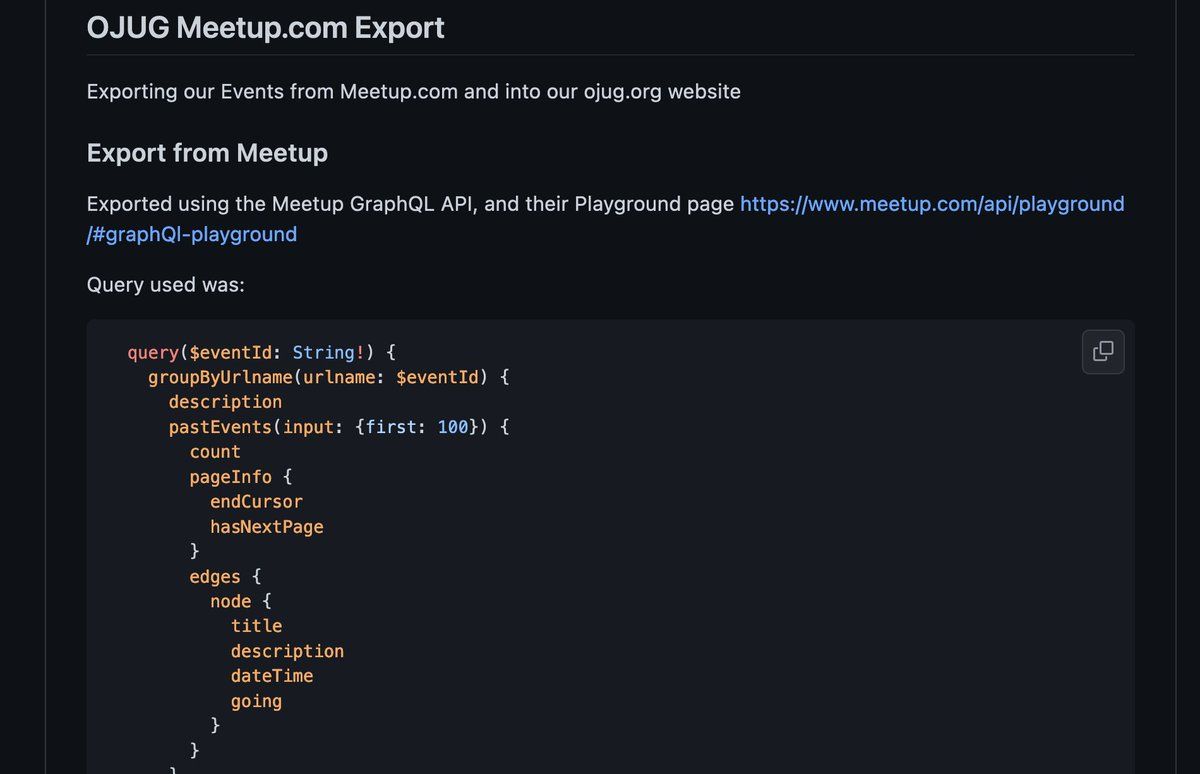 OJUG Meetup.com Export
Exporting our Events from Meetup.com and into our ojug.org website
Export from Meetup
Exported using the Meetup GraphQL API, and their Playground page https://www.meetup.com/api/playground
/#graphQl-playground
Query used was:
query($eventId: String!) {
  groupByUrlname(urlname: $eventId) {
    description
    pastEvents(input: {first: 100}) {
      count
      pageInfo {
        endCursor
        hasNextPage
      }
      edges {
        node {
          title
          description
          dateTime
          going
        }
      }
    }